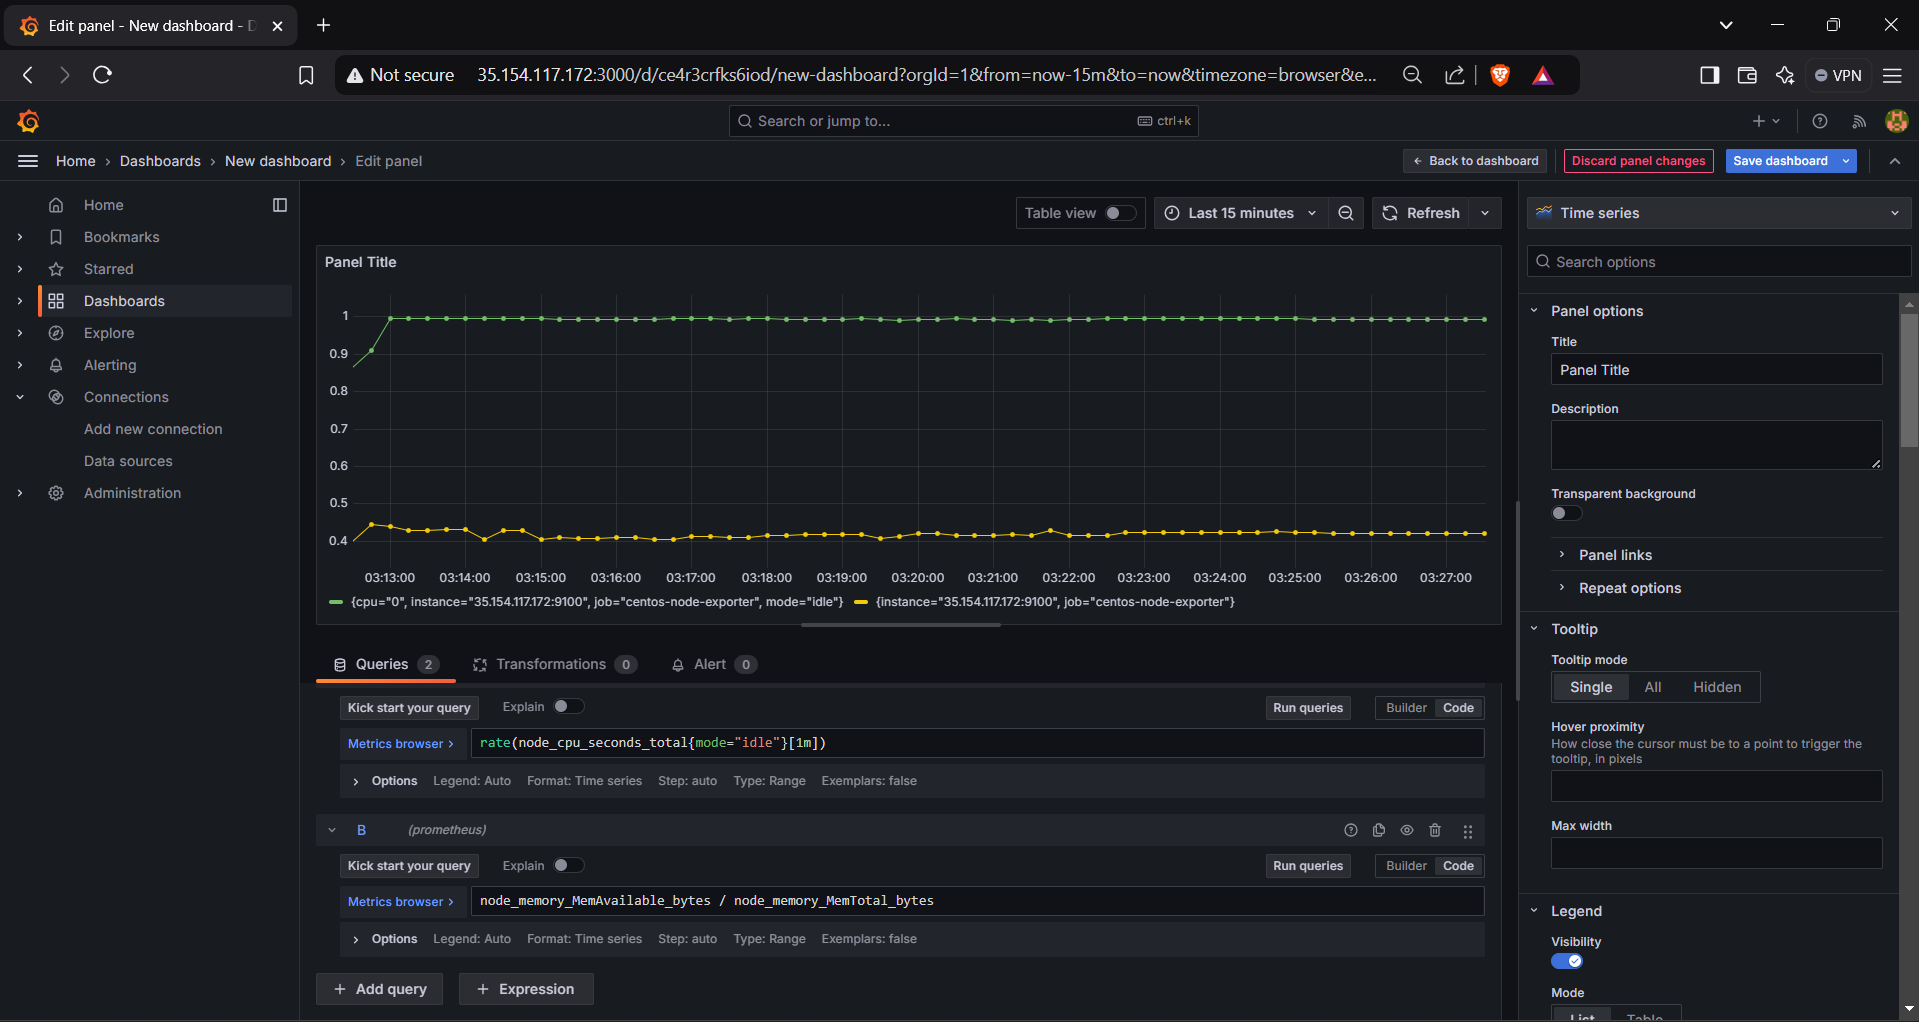 Edit panel - New dashboard - D
Not secure 35.154.117.172:3000/d/ce4r3crfks6iod/new-dashboard?orgId=1&from=now-15m&to=now&timezone=browser&e...
VPN
Search or jump to...
ctrl+k
Home › Dashboards › New dashboard › Edit panel
Back to dashboard
Discard panel changes
Save dashboard
Home
Bookmarks
Starred
Dashboards
Explore
Alerting
Connections
Add new connection
Data sources
Administration
Table view
Last 15 minutes
Refresh
Panel Title
1
0.9
0.8
0.7
0.6
0.5
0.4
03:13:00 03:14:00 03:15:00 03:16:00 03:17:00 03:18:00 03:19:00 03:20:00 03:21:00 03:22:00 03:23:00 03:24:00 03:25:00 03:26:00 03:27:00
{cpu="0", instance="35.154.117.172:9100", job="centos-node-exporter", mode="idle"} {instance="35.154.117.172:9100", job="centos-node-exporter"}
Queries 2
Transformations 0
Alert 0
Kick start your query
Explain
Run queries
Builder Code
Metrics browser >
rate(node_cpu_seconds_total{mode="idle"}[1m])
Options Legend: Auto Format: Time series Step: auto Type: Range Exemplars: false
B (prometheus)
Kick start your query
Explain
Run queries
Builder Code
Metrics browser >
node_memory_MemAvailable_bytes / node_memory_MemTotal_bytes
Options Legend: Auto Format: Time series Step: auto Type: Range Exemplars: false
+ Add query
+ Expression
Time series
Search options
Panel options
Title
Panel Title
Description
Transparent background
Panel links
Repeat options
Tooltip
Tooltip mode
Single All Hidden
Hover proximity
How close the cursor must be to a point to trigger the
tooltip, in pixels
Max width
Legend
Visibility
Mode
List Table